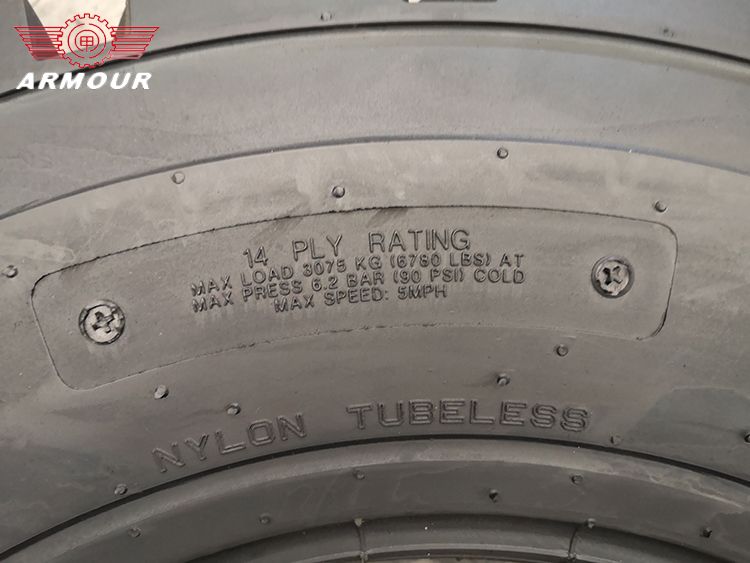 甲
ARMOUR
14 PLY RATING
MAX LOAD 3075 KG (6780 LBS) AT
MAX PRESS 6.2 BAR (90 PSI) COLD
MAX SPEED: 5MPH
NYLON TUBELESS